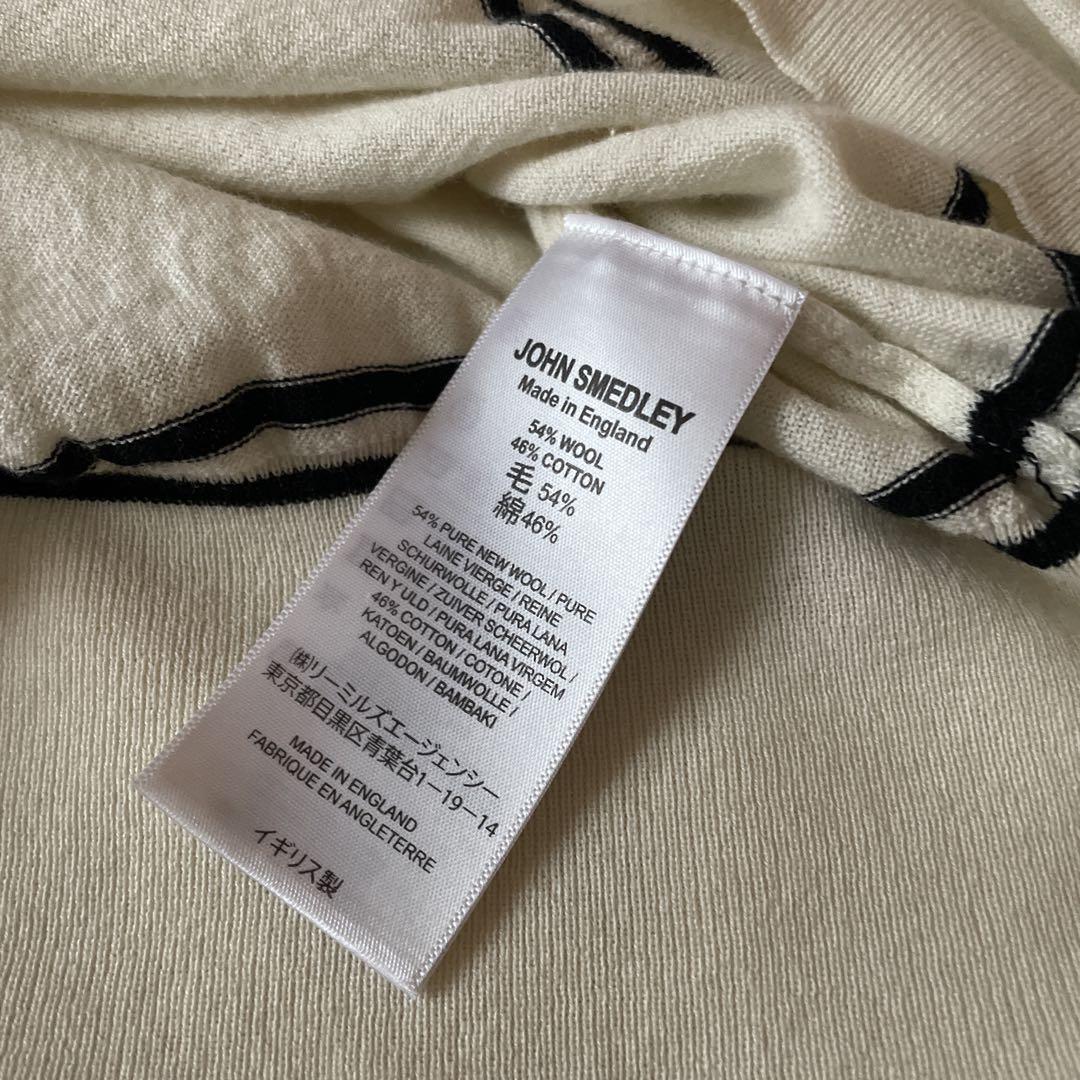 JOHN SMEDLEY
Made in England
54% WOOL
46% COTTON
毛 54%
綿 46%
54% PURE NEW WOOL / PURE
LAINE VIERGE / REINE
SCHURWOLLE / PURA LANA
VERGINE / ZUIVER SCHEERWOL /
REN Y ULD / PURA LANA VIRGEM
46% COTTON / COTONE /
KATOEN / BAUMWOLLE /
ALGODON / BAMBAKI
㈱リーミルズエージェンシー
東京都目黒区青葉台1-19-14
MADE IN ENGLAND
FABRIQUE EN ANGLETERRE
イギリス製